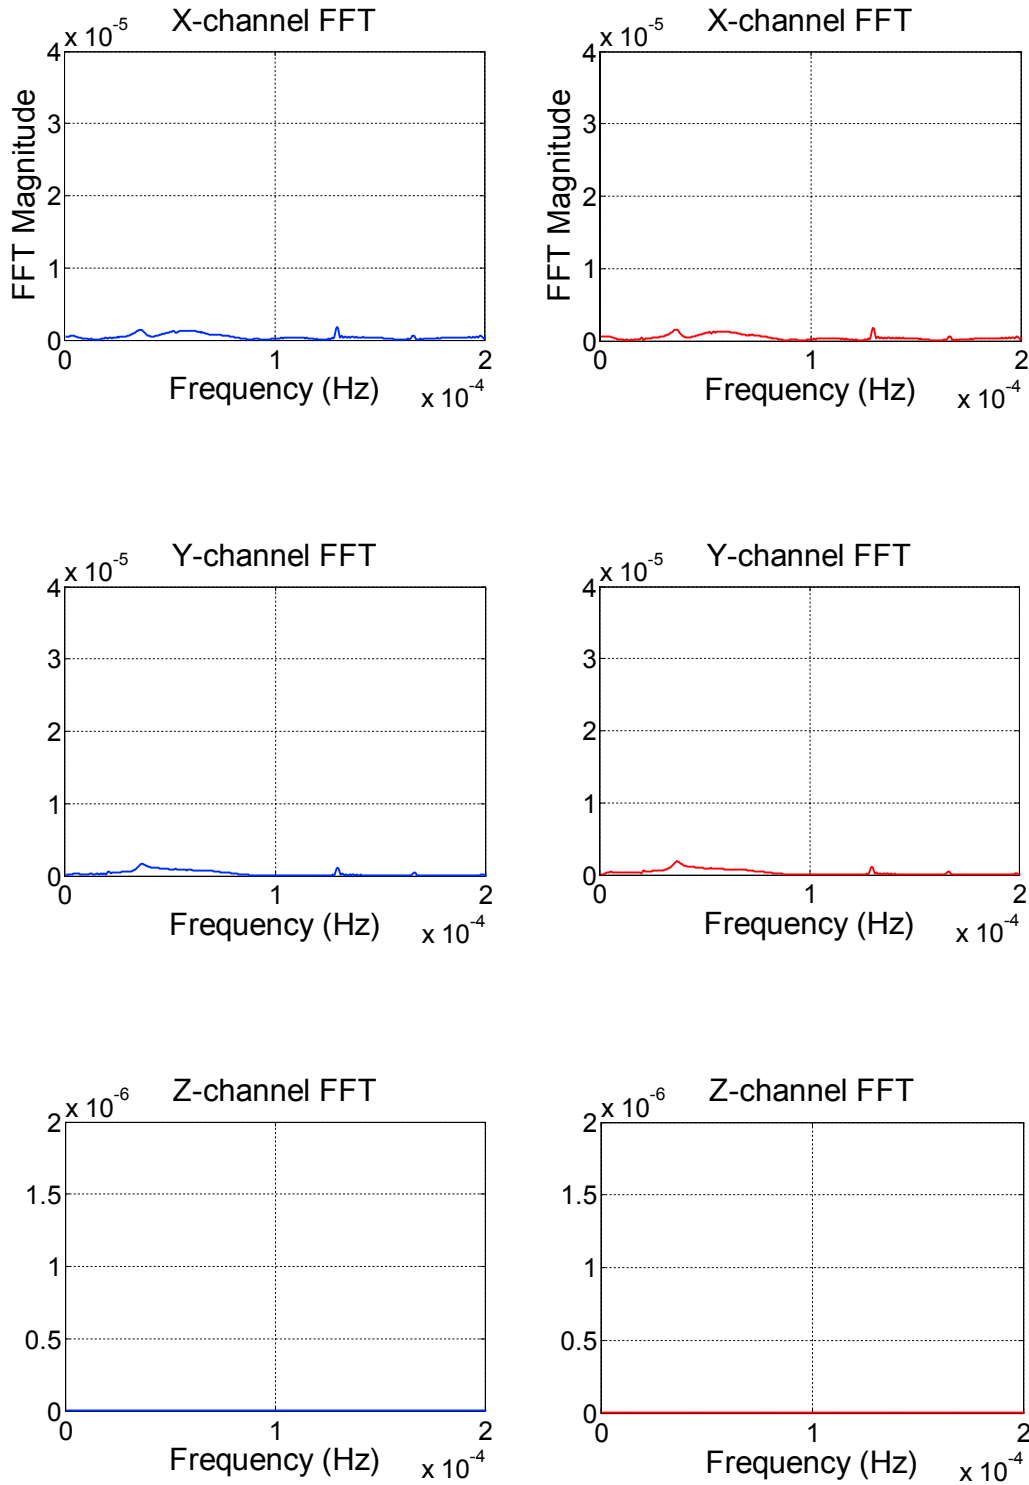 X-channel FFT
x 10^-5
4
3
2
1
0
FFT Magnitude
0 1 2
Frequency (Hz)
x 10^-4
X-channel FFT
x 10^-5
4
3
2
1
0
FFT Magnitude
0 1 2
Frequency (Hz)
x 10^-4
Y-channel FFT
x 10^-5
4
3
2
1
0
0 1 2
Frequency (Hz)
x 10^-4
Y-channel FFT
x 10^-5
4
3
2
1
0
0 1 2
Frequency (Hz)
x 10^-4
Z-channel FFT
x 10^-6
2
1.5
1
0.5
0
0 1 2
Frequency (Hz)
x 10^-4
Z-channel FFT
x 10^-6
2
1.5
1
0.5
0
0 1 2
Frequency (Hz)
x 10^-4